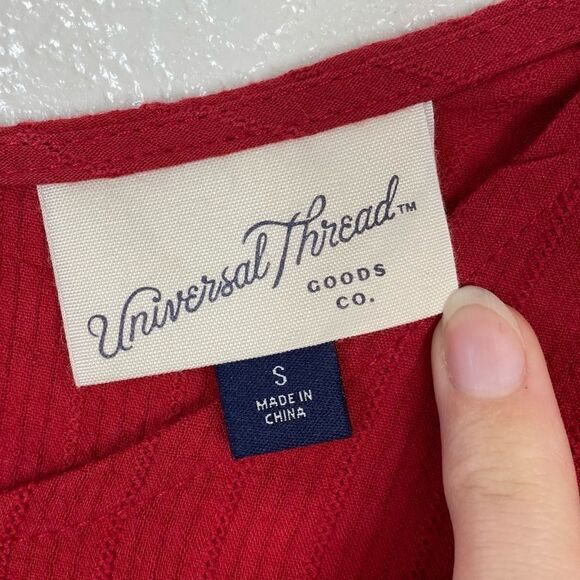 Universal Thread™
GOODS
CO.
S
MADE IN
CHINA